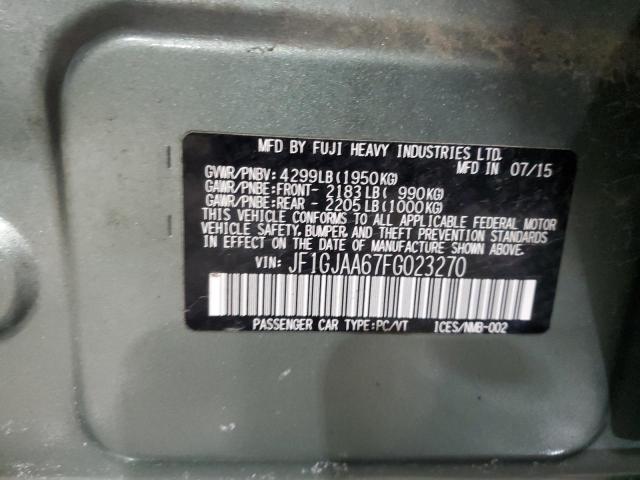 MFD BY FUJI HEAVY INDUSTRIES LTD.
MFD IN 07/15
GVWR/PNBV: 4299LB(1950KG)
GAWR/PNBE:FRONT- 2183LB( 990KG)
GAWR/PNBE:REAR - 2205LB(1000KG)
THIS VEHICLE CONFORMS TO ALL APPLICABLE FEDERAL MOTOR
VEHICLE SAFETY, BUMPER, AND THEFT PREVENTION STANDARDS
IN EFFECT ON THE DATE OF MANUFACTURE SHOWN ABOVE.
VIN: JF1GJAA67FG023270
PASSENGER CAR TYPE:PC/VT ICES/NMB-002